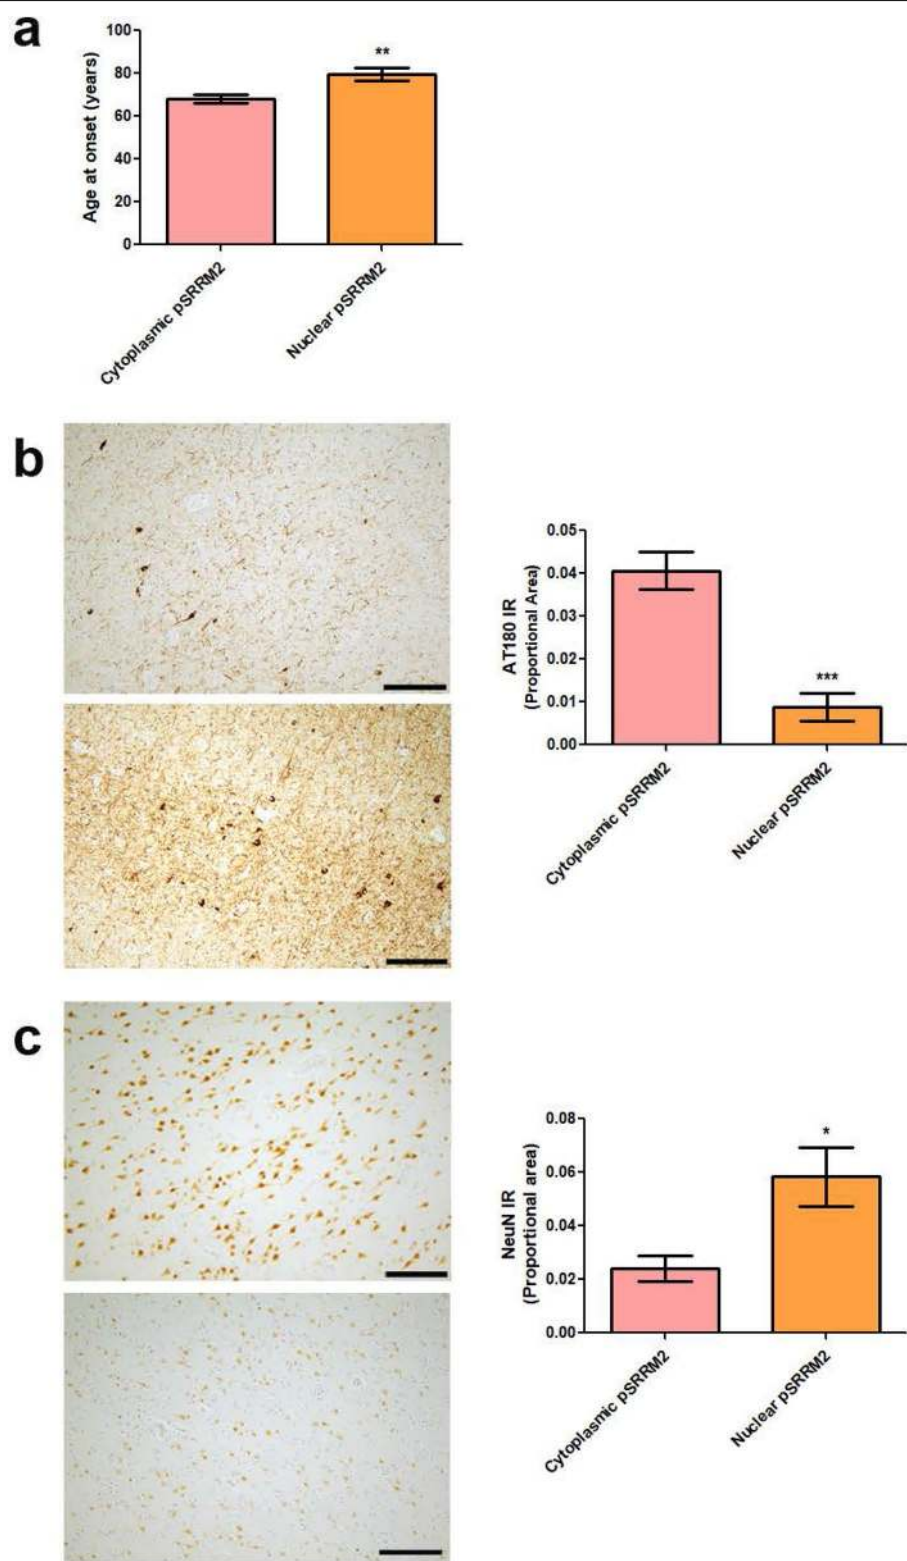 a
100
80
60
40
20
0
Age at onset (years)
**
Cytoplasmic pSRRM2
Nuclear pSRRM2
b
0.05
0.04
0.03
0.02
0.01
0.00
AT180 IR
(Proportional Area)
***
Cytoplasmic pSRRM2
Nuclear pSRRM2
c
0.08
0.06
0.04
0.02
0.00
NeuN IR
(Proportional area)
*
Cytoplasmic pSRRM2
Nuclear pSRRM2